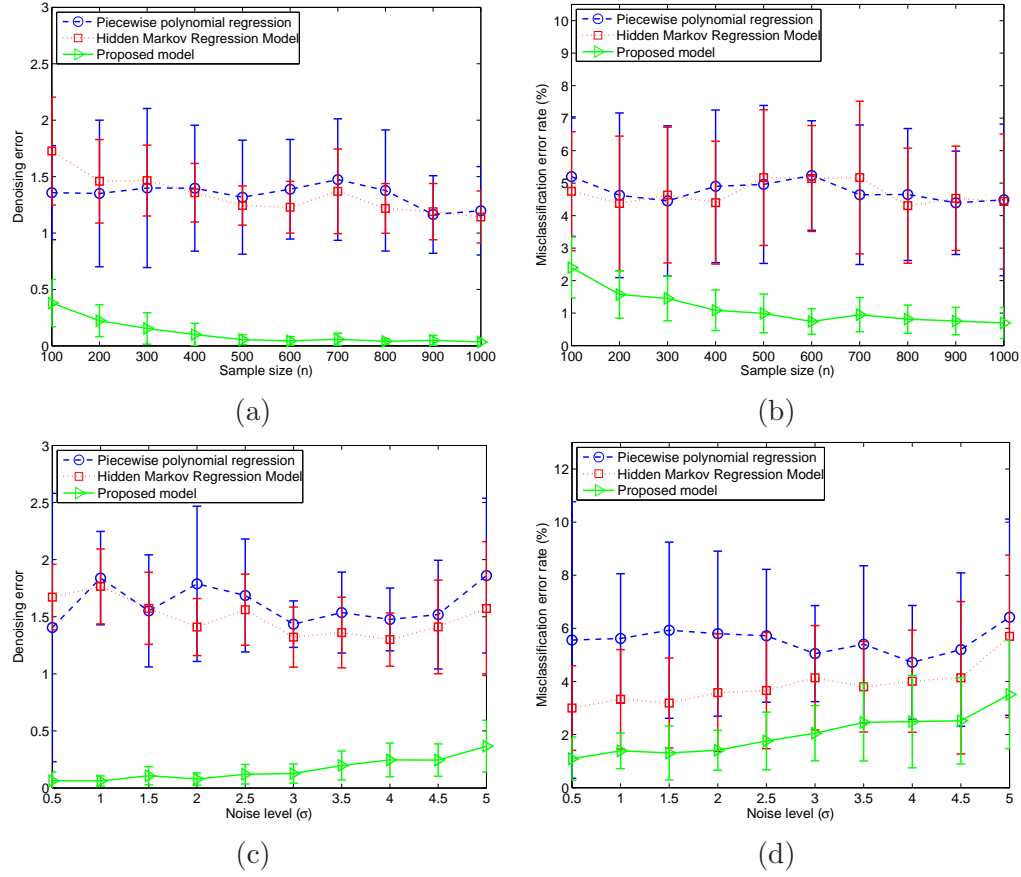 Piecewise polynomial regression
Hidden Markov Regression Model
Proposed model
Denoising error
3
2.5
2
1.5
1
0.5
0
100 200 300 400 500 600 700 800 900 1000
Sample size (n)
(a)
Piecewise polynomial regression
Hidden Markov Regression Model
Proposed model
Misclassification error rate (%)
10
9
8
7
6
5
4
3
2
1
0
100 200 300 400 500 600 700 800 900 1000
Sample size (n)
(b)
Piecewise polynomial regression
Hidden Markov Regression Model
Proposed model
Denoising error
3
2.5
2
1.5
1
0.5
0
0.5 1 1.5 2 2.5 3 3.5 4 4.5 5
Noise level (σ)
(c)
Piecewise polynomial regression
Hidden Markov Regression Model
Proposed model
Misclassification error rate (%)
12
10
8
6
4
2
0
0.5 1 1.5 2 2.5 3 3.5 4 4.5 5
Noise level (σ)
(d)